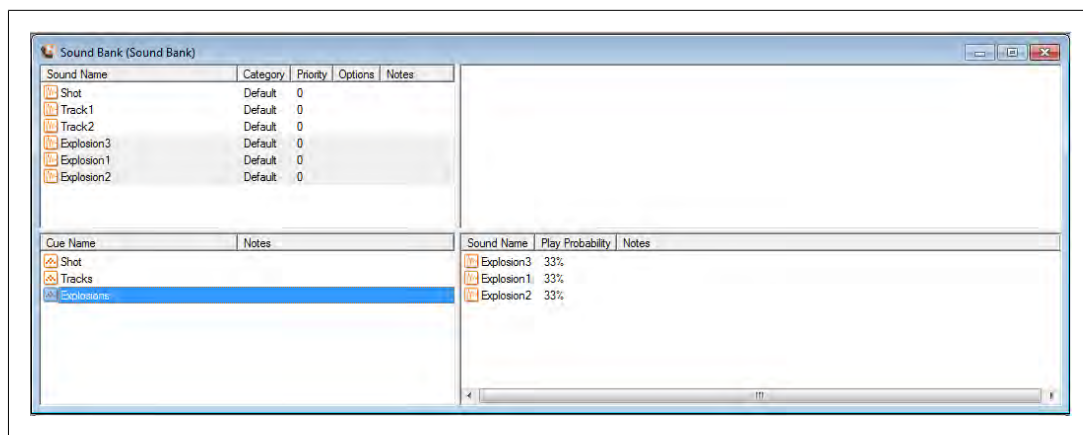 Sound Bank (Sound Bank)
Sound Name Category Priority Options Notes
Shot Default 0
Track1 Default 0
Track2 Default 0
Explosion3 Default 0
Explosion1 Default 0
Explosion2 Default 0
Cue Name Notes
Shot
Tracks
Explosions
Sound Name Play Probability Notes
Explosion3 33%
Explosion1 33%
Explosion2 33%